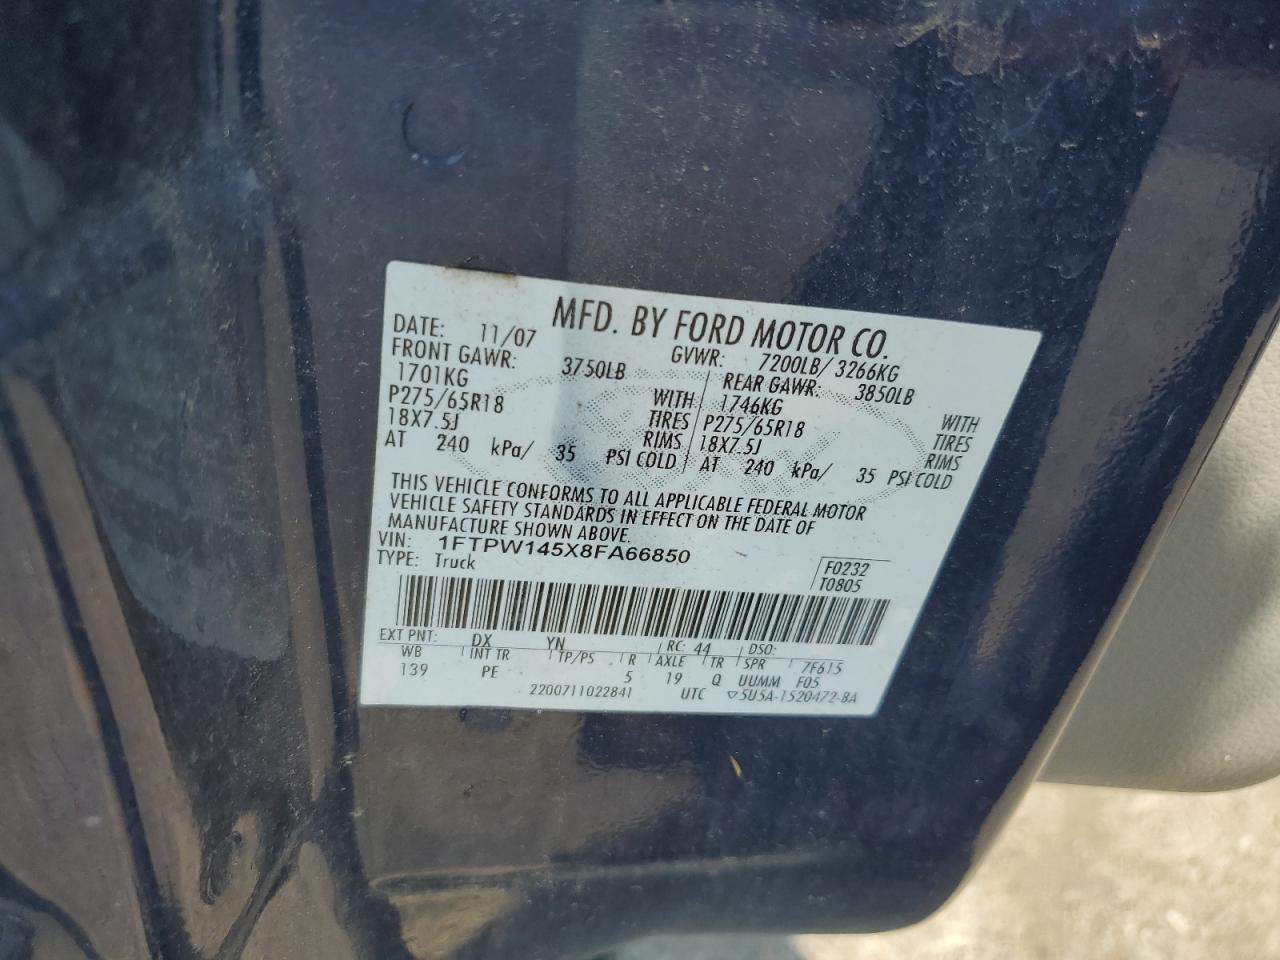 MFD. BY FORD MOTOR CO.
DATE: 11/07 GVWR: 7200LB/ 3266KG
FRONT GAWR: 3750LB REAR GAWR: 3850LB
1701KG WITH 1746KG WITH
P275/65R18 TIRES P275/65R18 TIRES
18X7.5J RIMS 18X7.5J RIMS
AT 240 kPa/ 35 PSI COLD AT 240 kPa/ 35 PSI COLD
THIS VEHICLE CONFORMS TO ALL APPLICABLE FEDERAL MOTOR
VEHICLE SAFETY STANDARDS IN EFFECT ON THE DATE OF
MANUFACTURE SHOWN ABOVE.
VIN: 1FTPW145X8FA66850
TYPE: Truck
F0232
T0805
EXT PNT: DX YN RC: 44 DSO:
WB INT TR TP/PS R AXLE TR SPR 7F615
139 PE 5 19 Q UUMM F05
2200711022841 UTC ▽5U5A-1520472-BA